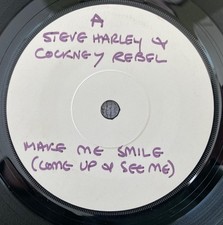 A
STEVE HARLEY &
COCKNEY REBEL
MAKE ME SMILE
(COME UP & SEE ME)